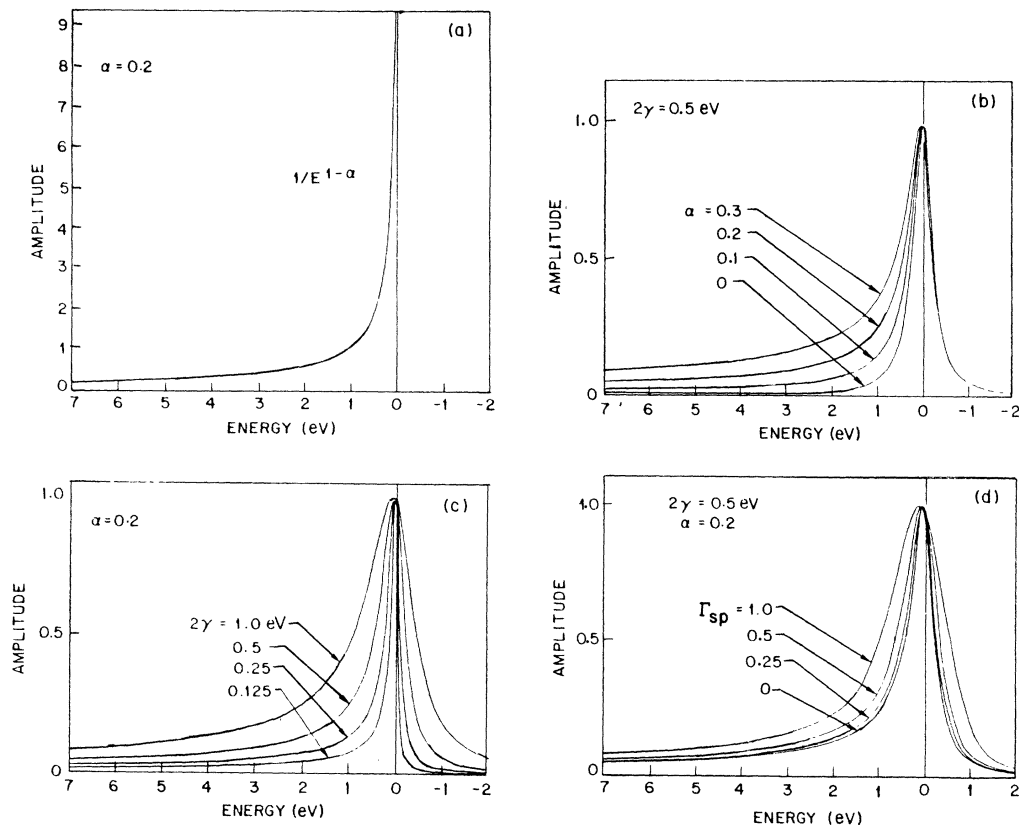 (a)
α = 0.2
1/E 1-α
AMPLITUDE
9
8
7
6
5
4
3
2
1
0
7 6 5 4 3 2 1 0 -1 -2
ENERGY (eV)
(b)
2γ = 0.5 eV
α = 0.3
0.2
0.1
0
AMPLITUDE
1.0
0.5
0
7 6 5 4 3 2 1 0 -1 -2
ENERGY (eV)
(c)
α = 0.2
2γ = 1.0 eV
0.5
0.25
0.125
AMPLITUDE
1.0
0.5
0
7 6 5 4 3 2 1 0 -1 -2
ENERGY (eV)
(d)
2γ = 0.5 eV
α = 0.2
Γsp = 1.0
0.5
0.25
0
AMPLITUDE
1.0
0.5
0
7 6 5 4 3 2 1 0 -1 2
ENERGY (eV)